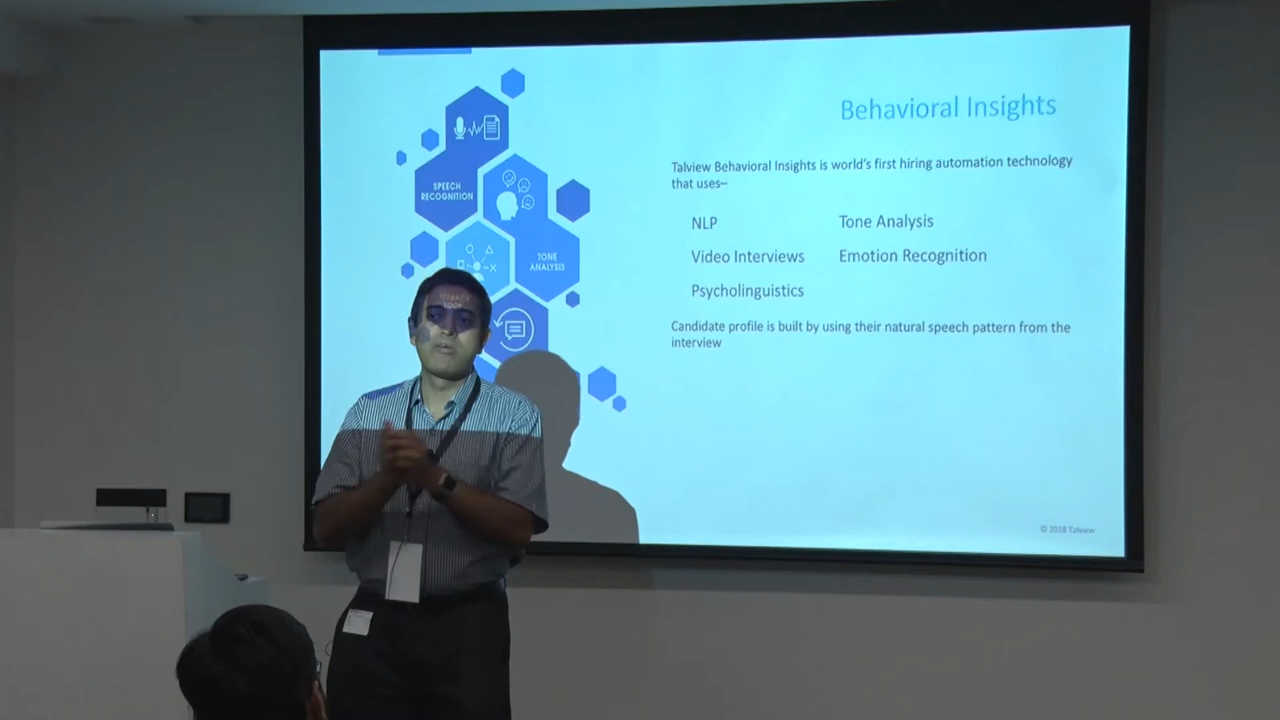 Behavioral Insights
Talview Behavioral Insights is world's first hiring automation technology
that uses–
NLP
Tone Analysis
Video Interviews
Emotion Recognition
Psycholinguistics
Candidate profile is built by using their natural speech pattern from the
interview
SPEECH
RECOGNITION
TONE
ANALYSIS
LOOP
© 2018 Talview